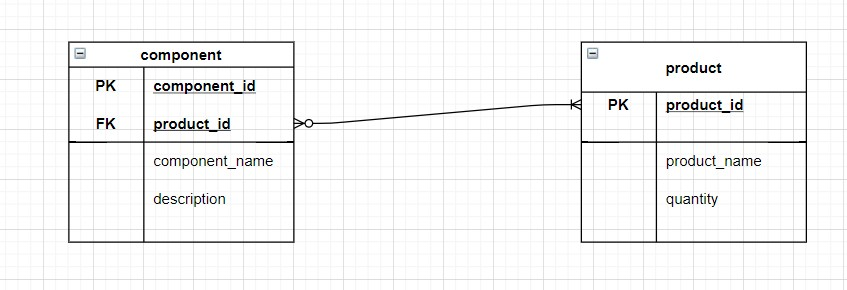 component
PK component_id
FK product_id
component_name
description
product
PK product_id
product_name
quantity